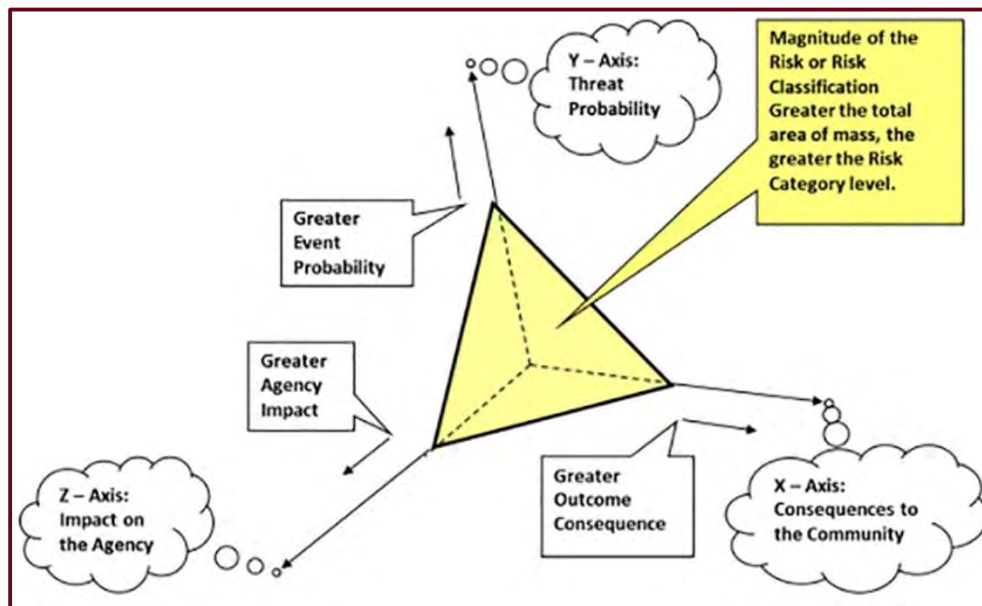 Y – Axis:
Threat
Probability
Magnitude of the
Risk or Risk
Classification
Greater the total
area of mass, the
greater the Risk
Category level.
Greater
Event
Probability
Greater
Agency
Impact
Z – Axis:
Impact on
the Agency
Greater
Outcome
Consequence
X – Axis:
Consequences to
the Community